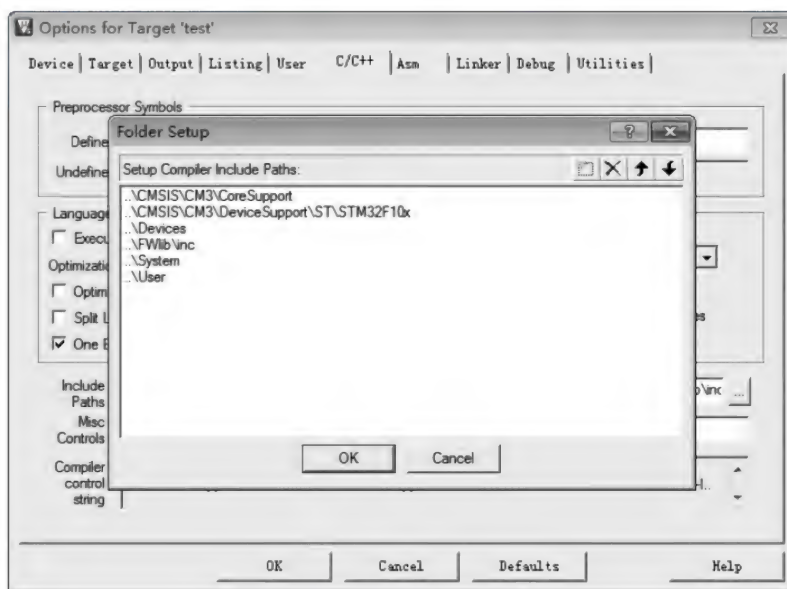 Options for Target 'test'
Device Target Output Listing User C/C++ Asm Linker Debug Utilities
Preprocessor Symbols
Define
Undefine
Folder Setup
Setup Compiler Include Paths:
..\CMSIS\CM3\CoreSupport
..\CMSIS\CM3\DeviceSupport\ST\STM32F10x
..\Devices
..\FWlib\inc
..\System
..\User
OK Cancel
Language
Execu
Optimizatio
Optim
Split L
One E
es
Include
Paths
\inc ...
Misc
Controls
Compiler
control
string
OK Cancel Defaults Help